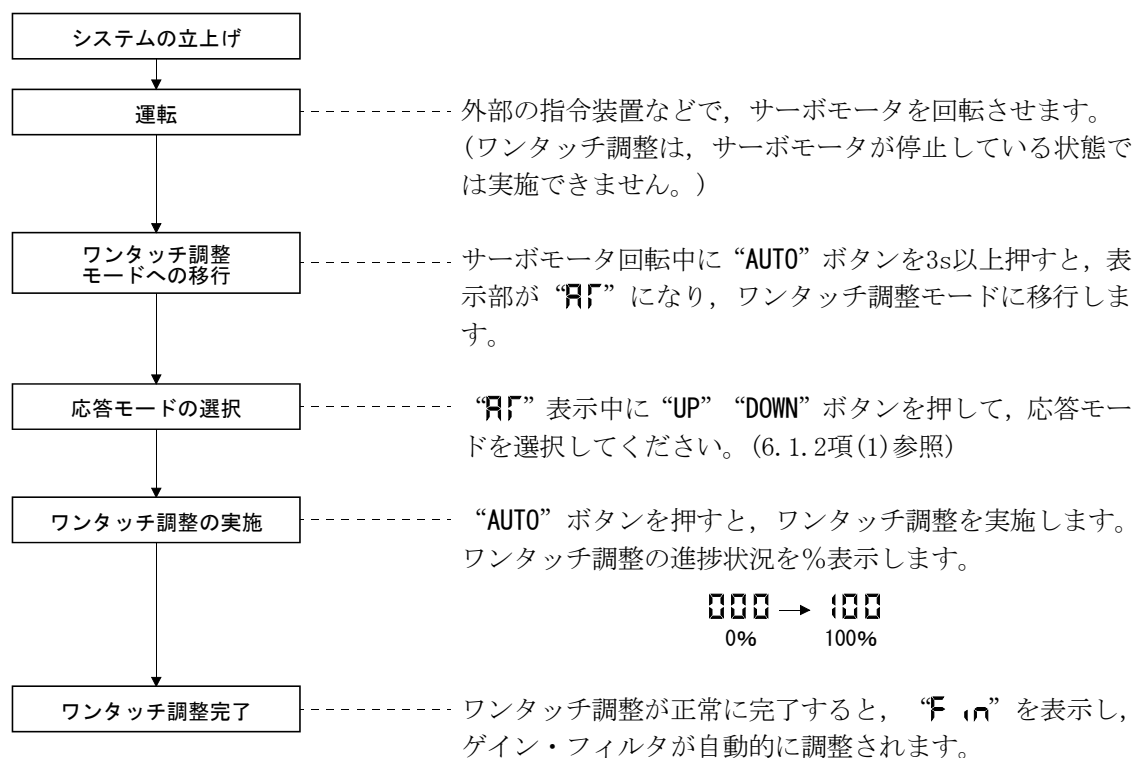 システムの立上げ
運転
外部の指令装置などで，サーボモータを回転させます。
(ワンタッチ調整は，サーボモータが停止している状態で
は実施できません。)
ワンタッチ調整
モードへの移行
サーボモータ回転中に“AUTO”ボタンを3s以上押すと，表
示部が“AΓ”になり，ワンタッチ調整モードに移行しま
す。
応答モードの選択
“AΓ”表示中に“UP”“DOWN”ボタンを押して，応答モー
ドを選択してください。(6.1.2項(1)参照)
ワンタッチ調整の実施
“AUTO”ボタンを押すと，ワンタッチ調整を実施します。
ワンタッチ調整の進捗状況を%表示します。
000 → 100
0% 100%
ワンタッチ調整完了
ワンタッチ調整が正常に完了すると，“F in”を表示し，
ゲイン・フィルタが自動的に調整されます。